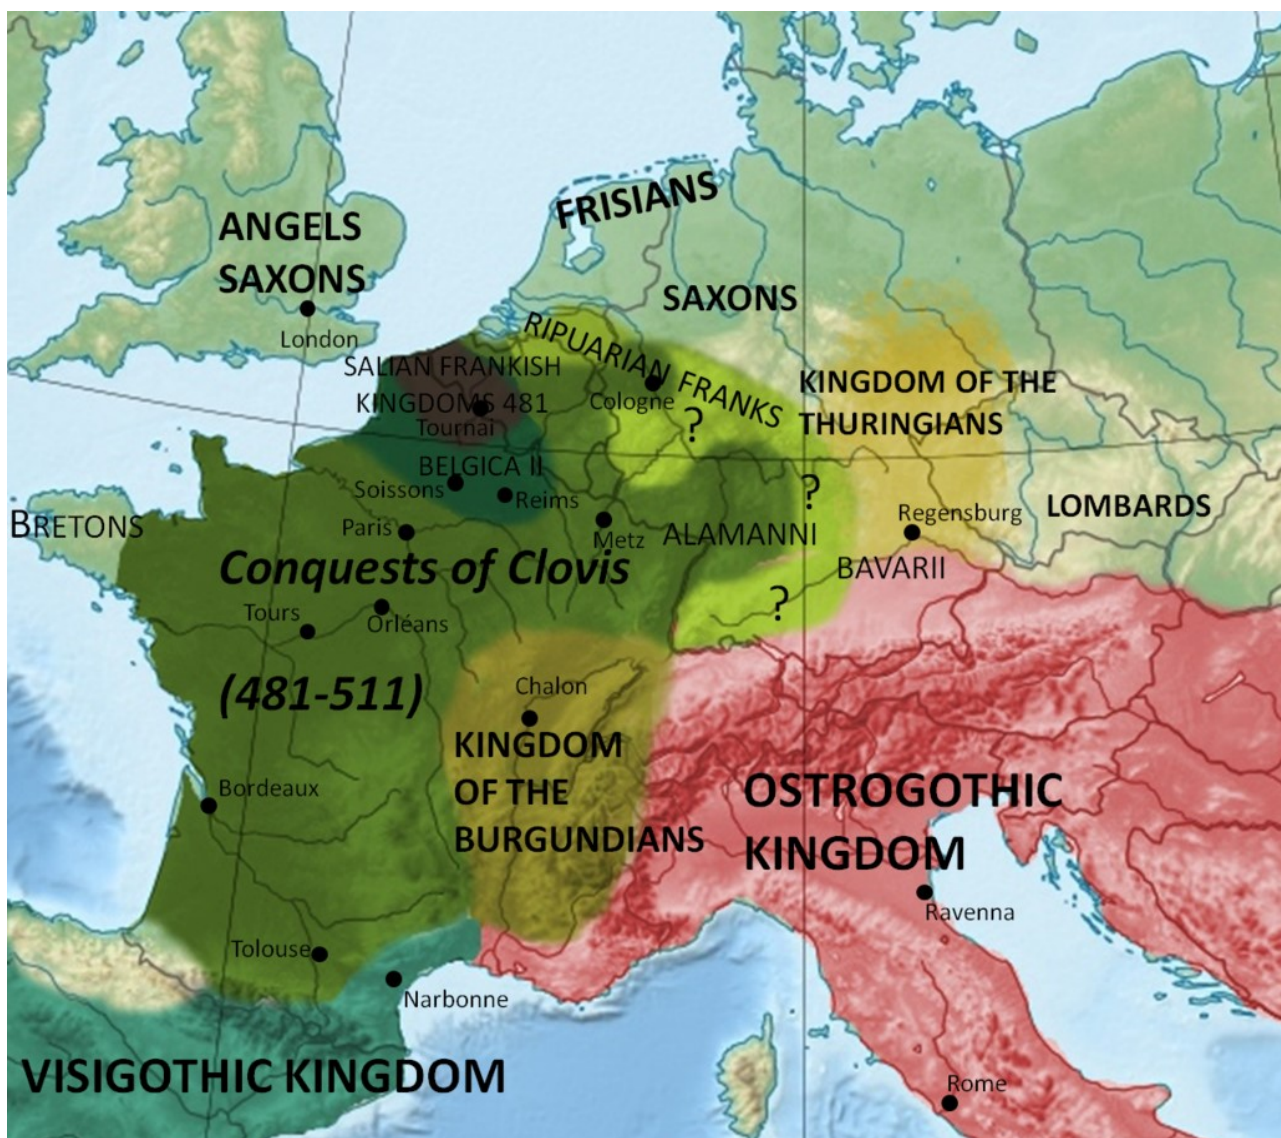 FRISIANS
ANGELS
SAXONS
SAXONS
London
RIPUARIAN FRANKS
SALIAN FRANKISH
KINGDOMS 481
Tournai
Cologne
?
KINGDOM OF THE
THURINGIANS
BELGICA II
Soissons
Reims
?
LOMBARDS
BRETONS
Paris
Metz
ALAMANNI
Regensburg
BAVARII
Conquests of Clovis
?
Tours
Orléans
(481-511)
Chalon
KINGDOM
OF THE
BURGUNDIANS
Bordeaux
OSTROGOTHIC
KINGDOM
Ravenna
Tolouse
Narbonne
VISIGOTHIC KINGDOM
Rome